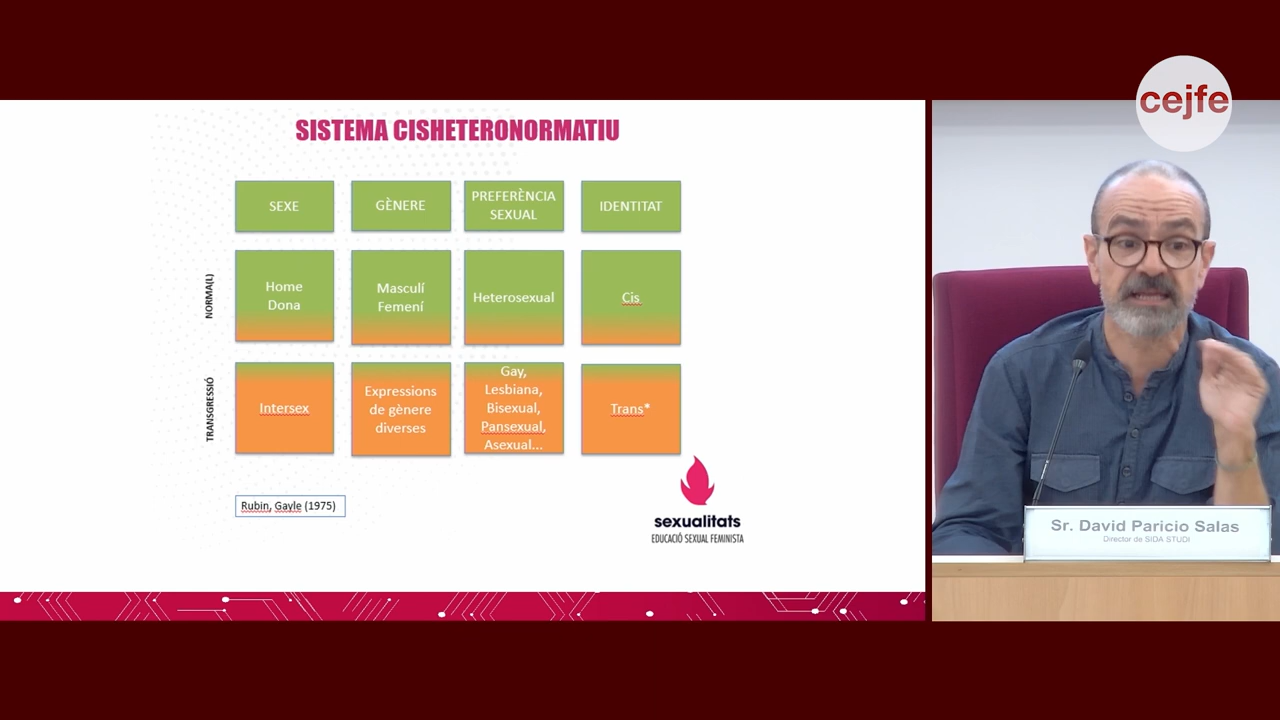 cejfe
SISTEMA CISHETERONORMATIU
SEXE
GÈNERE
PREFERÈNCIA
SEXUAL
IDENTITAT
NORMA(L)
Home
Dona
Masculí
Femení
Heterosexual
Cis
TRANSGRESSIÓ
Intersex
Expressions
de gènere
diverses
Gay,
Lesbiana,
Bisexual,
Pansexual,
Asexual...
Trans*
Rubin, Gayle (1975)
sexualitats
EDUCACIÓ SEXUAL FEMINISTA
Sr. David Paricio Salas
Director de SIDA STUDI